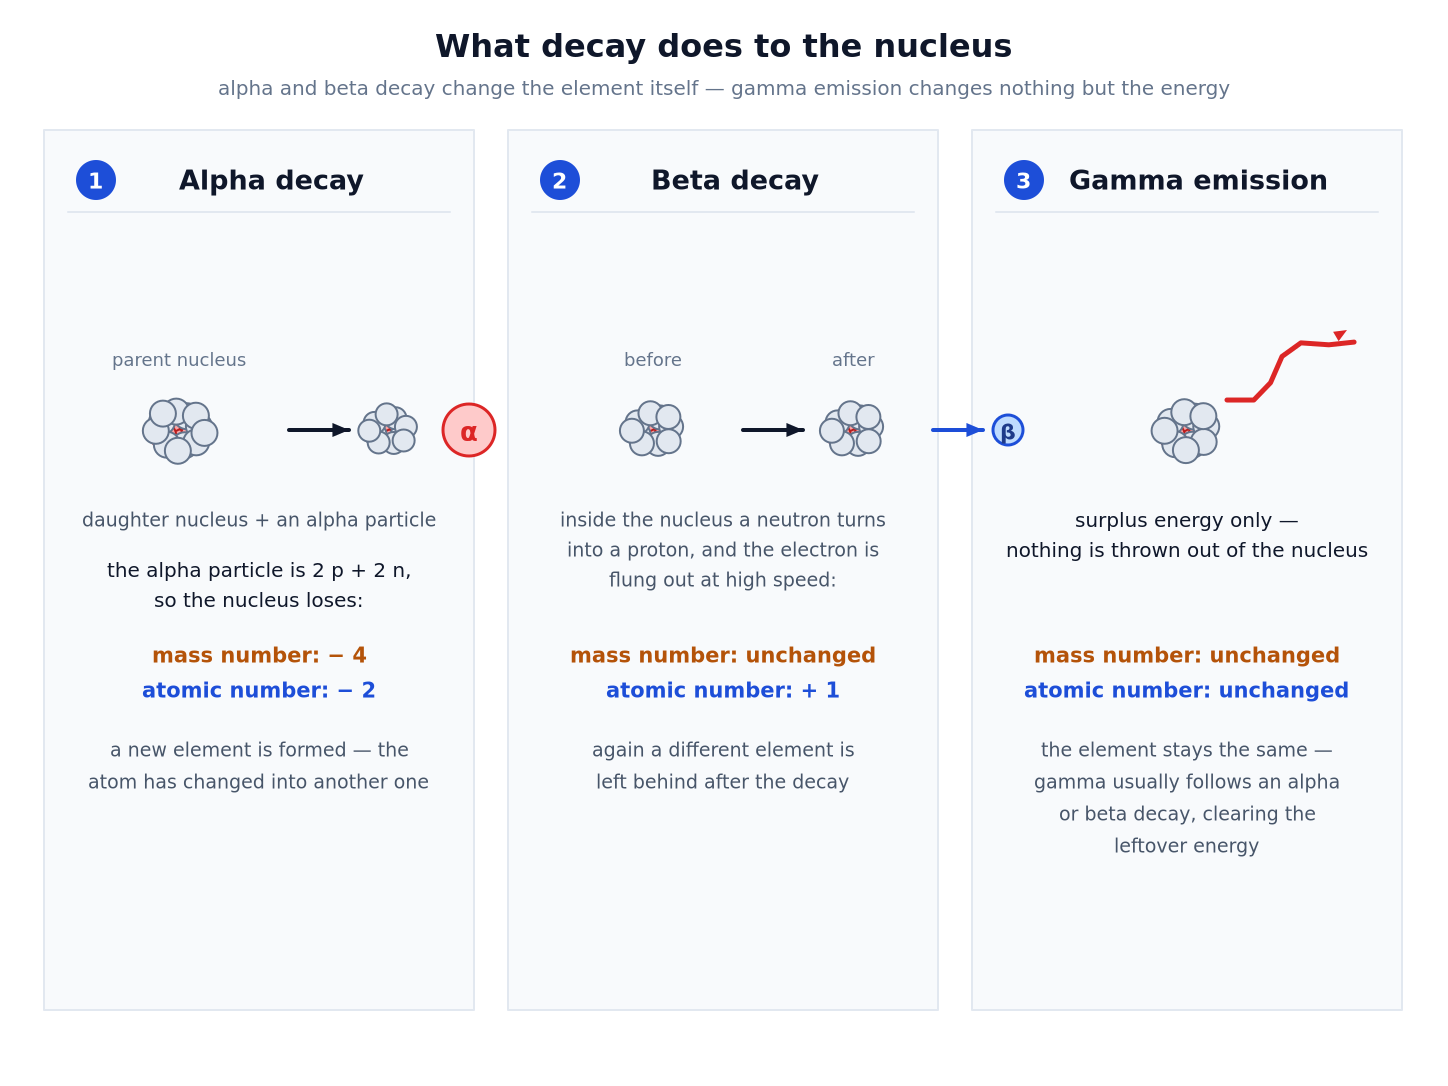 What decay does to the nucleus
alpha and beta decay change the element itself — gamma emission changes nothing but the energy
1
Alpha decay
parent nucleus
α
daughter nucleus + an alpha particle
the alpha particle is 2 p + 2 n,
so the nucleus loses:
mass number: − 4
atomic number: − 2
a new element is formed — the
atom has changed into another one
2
Beta decay
before
after
β
inside the nucleus a neutron turns
into a proton, and the electron is
flung out at high speed:
mass number: unchanged
atomic number: + 1
again a different element is
left behind after the decay
3
Gamma emission
surplus energy only —
nothing is thrown out of the nucleus
mass number: unchanged
atomic number: unchanged
the element stays the same —
gamma usually follows an alpha
or beta decay, clearing the
leftover energy